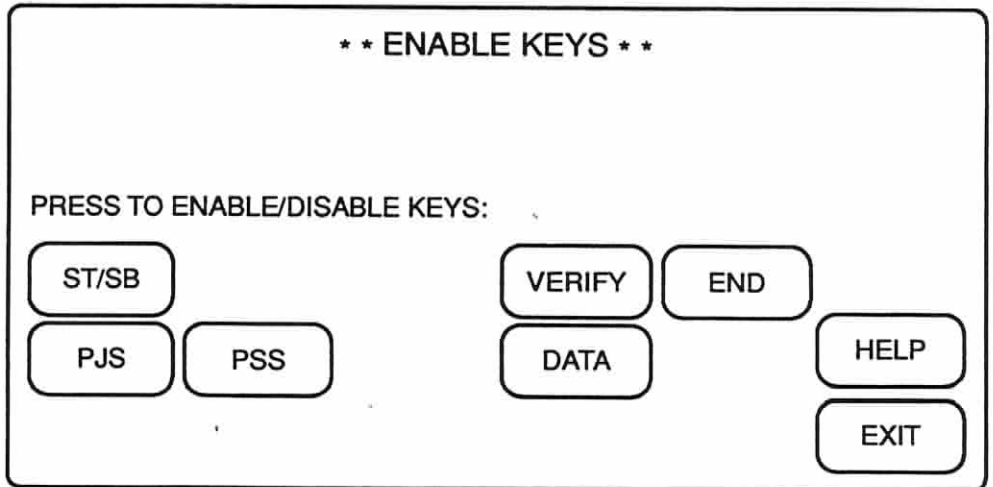 * * ENABLE KEYS * *
PRESS TO ENABLE/DISABLE KEYS:
ST/SB VERIFY END
PJS PSS DATA HELP
EXIT